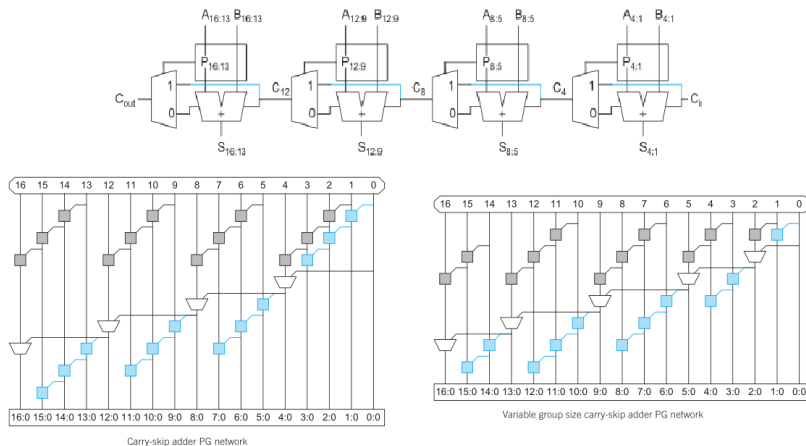 A16:13 B16:13 A12:9 B12:9 A8:5 B8:5 A4:1 B4:1
P16:13 P12:9 P8:5 P4:1
1 1 1 1
Cout C12 C8 C4
0 + 0 + 0 + 0 +
S16:13 S12:9 S8:5 S4:1
16 15 14 13 12 11 10 9 8 7 6 5 4 3 2 1 0
16:0 15:0 14:0 13:0 12:0 11:0 10:0 9:0 8:0 7:0 6:0 5:0 4:0 3:0 2:0 1:0 0:0
Carry-skip adder PG network
16 15 14 13 12 11 10 9 8 7 6 5 4 3 2 1 0
16:0 15:0 14:0 13:0 12:0 11:0 10:0 9:0 8:0 7:0 6:0 5:0 4:0 3:0 2:0 1:0 0:0
Variable group size carry-skip adder PG network